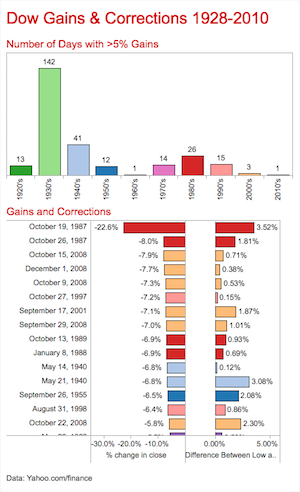 Dow Gains & Corrections 1928-2010
Number of Days with >5% Gains
13 142 41 12 1 14 26 15 3 1
1920's 1930's 1940's 1950's 1960's 1970's 1980's 1990's 2000's 2010's
Gains and Corrections
October 19, 1987 -22.6% 3.52%
October 26, 1987 -8.0% 1.81%
October 15, 2008 -7.9% 0.71%
December 1, 2008 -7.7% 0.38%
October 9, 2008 -7.3% 0.53%
October 27, 1997 -7.2% 0.15%
September 17, 2001 -7.1% 1.87%
September 29, 2008 -7.0% 1.01%
October 13, 1989 -6.9% 0.93%
January 8, 1988 -6.9% 0.69%
May 14, 1940 -6.8% 0.12%
May 21, 1940 -6.8% 3.08%
September 26, 1955 -6.5% 2.08%
August 31, 1998 -6.4% 0.86%
October 22, 2008 -5.8% 2.30%
-30.0% -20.0% -10.0% 0.00% 5.00%
% change in close Difference Between Low a..
Data: Yahoo.com/finance